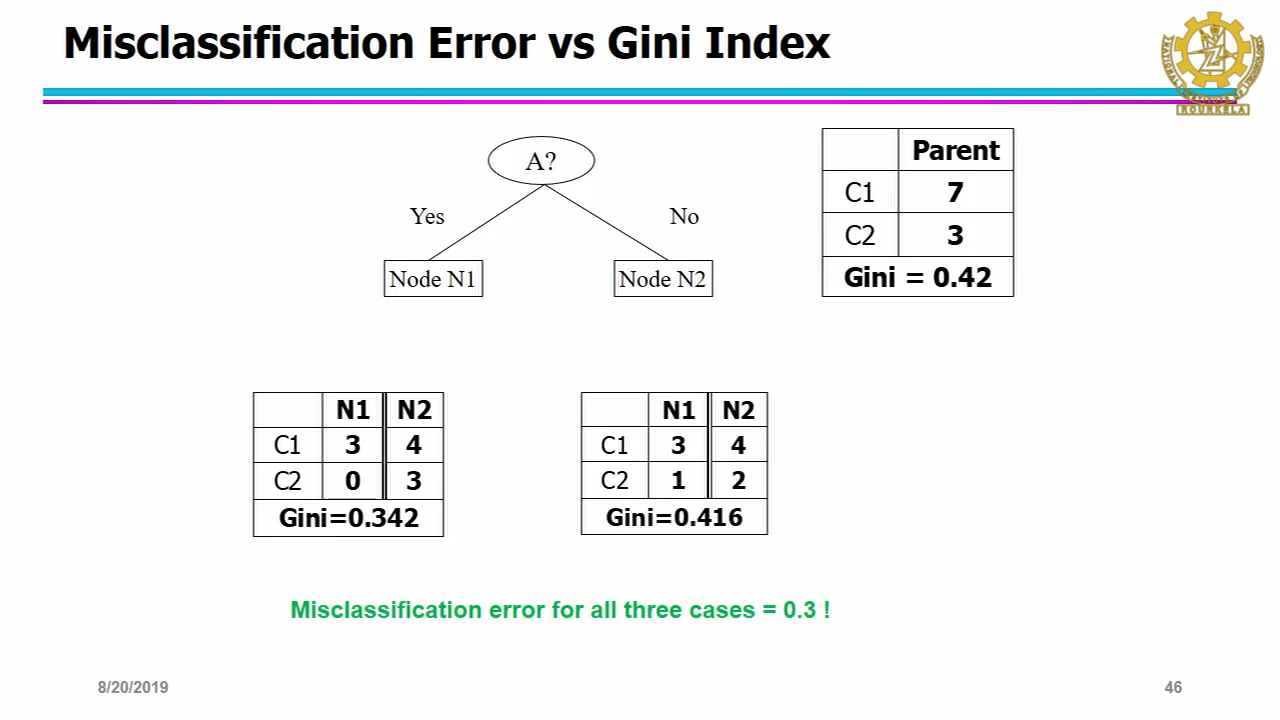 Misclassification Error vs Gini Index
A?
Yes
No
Node N1
Node N2
Parent
C1 7
C2 3
Gini = 0.42
N1 N2
C1 3 4
C2 0 3
Gini=0.342
N1 N2
C1 3 4
C2 1 2
Gini=0.416
Misclassification error for all three cases = 0.3 !
8/20/2019
46
ROURKELA